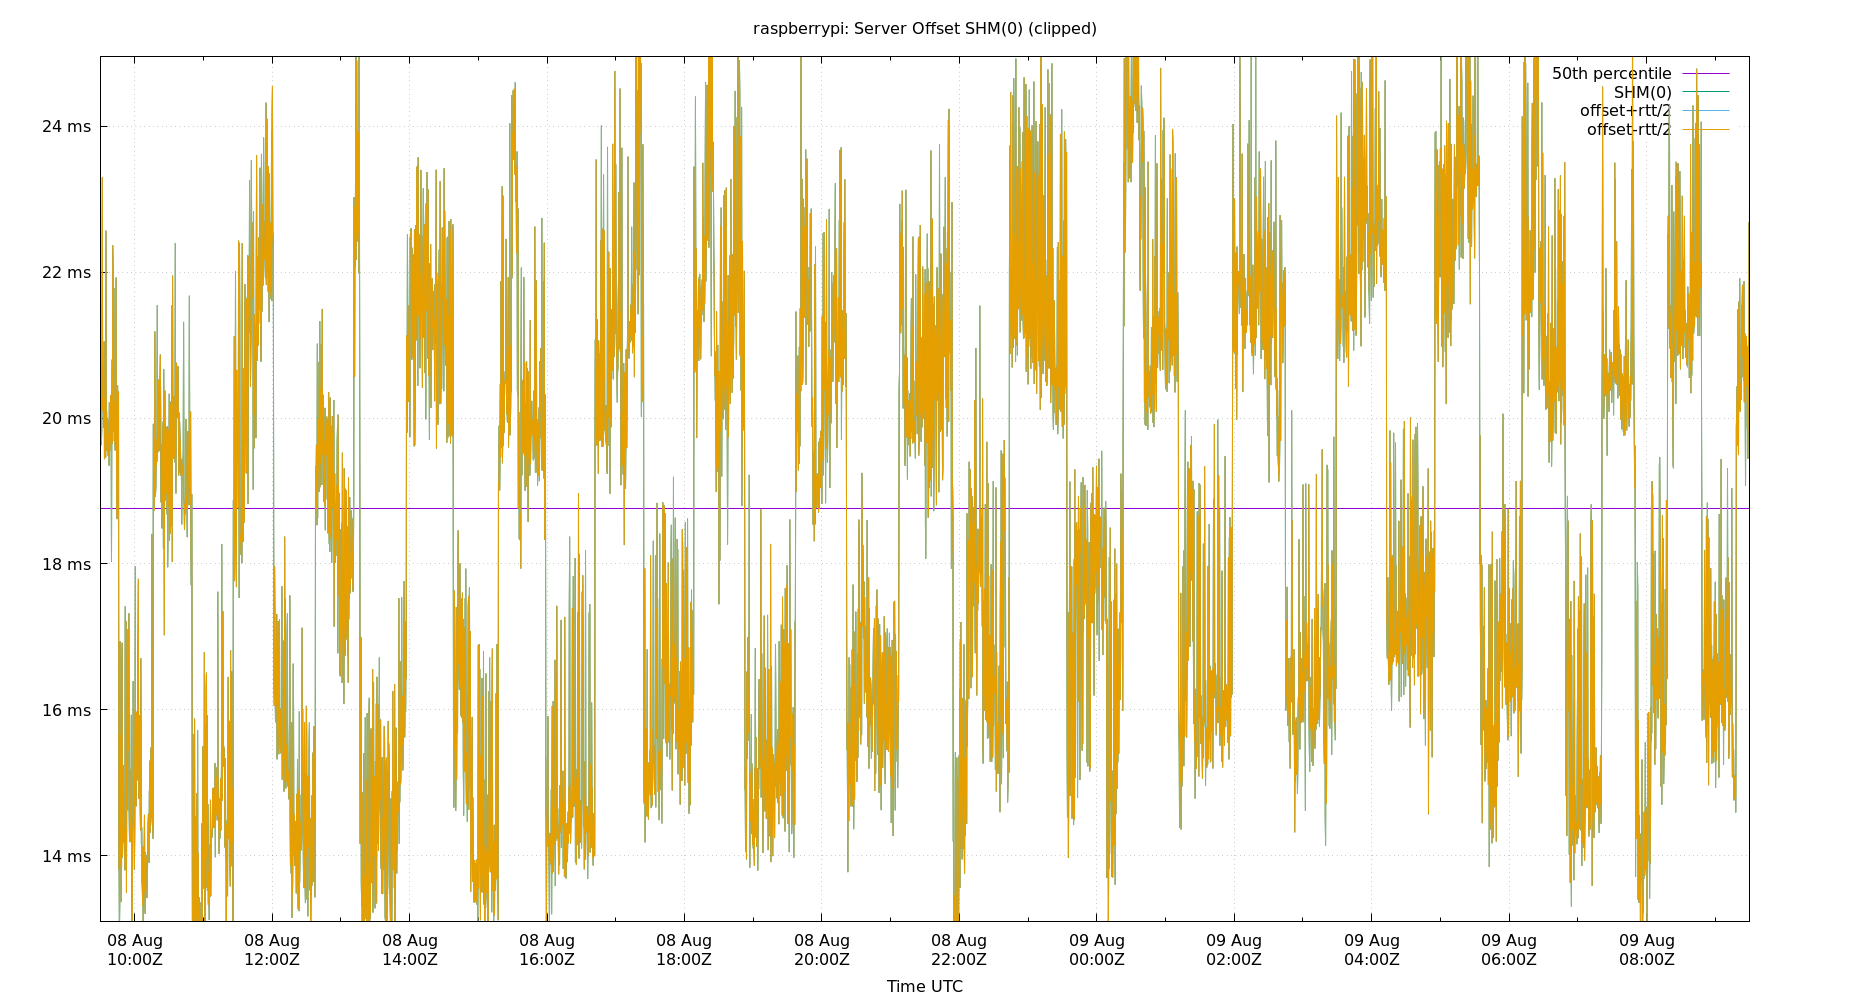 raspberrypi: Server Offset SHM(0) (clipped)
50th percentile
SHM(0)
offset+rtt/2
offset-rtt/2
24 ms
22 ms
20 ms
18 ms
16 ms
14 ms
08 Aug 08 Aug 08 Aug 08 Aug 08 Aug 08 Aug 08 Aug 09 Aug 09 Aug 09 Aug 09 Aug 09 Aug
10:00Z 12:00Z 14:00Z 16:00Z 18:00Z 20:00Z 22:00Z 00:00Z 02:00Z 04:00Z 06:00Z 08:00Z
Time UTC